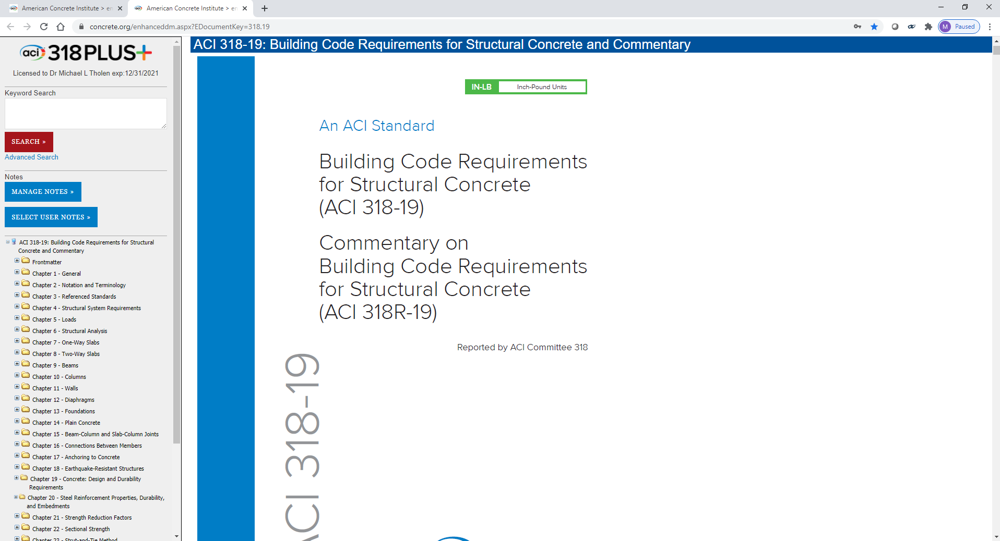 American Concrete Institute > en
American Concrete Institute > en
concrete.org/enhanceddm.aspx?EDocumentKey=318.19
M Paused
aci 318PLUS+
Licensed to Dr Michael L Tholen exp:12/31/2021
Keyword Search
SEARCH »
Advanced Search
Notes
MANAGE NOTES »
SELECT USER NOTES »
ACI 318-19: Building Code Requirements for Structural
Concrete and Commentary
Frontmatter
Chapter 1 - General
Chapter 2 - Notation and Terminology
Chapter 3 - Referenced Standards
Chapter 4 - Structural System Requirements
Chapter 5 - Loads
Chapter 6 - Structural Analysis
Chapter 7 - One-Way Slabs
Chapter 8 - Two-Way Slabs
Chapter 9 - Beams
Chapter 10 - Columns
Chapter 11 - Walls
Chapter 12 - Diaphragms
Chapter 13 - Foundations
Chapter 14 - Plain Concrete
Chapter 15 - Beam-Column and Slab-Column Joints
Chapter 16 - Connections Between Members
Chapter 17 - Anchoring to Concrete
Chapter 18 - Earthquake-Resistant Structures
Chapter 19 - Concrete: Design and Durability
Requirements
Chapter 20 - Steel Reinforcement Properties, Durability,
and Embedments
Chapter 21 - Strength Reduction Factors
Chapter 22 - Sectional Strength
Chapter 23 - Strut-and-Tie Method
ACI 318-19: Building Code Requirements for Structural Concrete and Commentary
IN-LB Inch-Pound Units
An ACI Standard
Building Code Requirements
for Structural Concrete
(ACI 318-19)
Commentary on
Building Code Requirements
for Structural Concrete
(ACI 318R-19)
Reported by ACI Committee 318
ACI 318-19